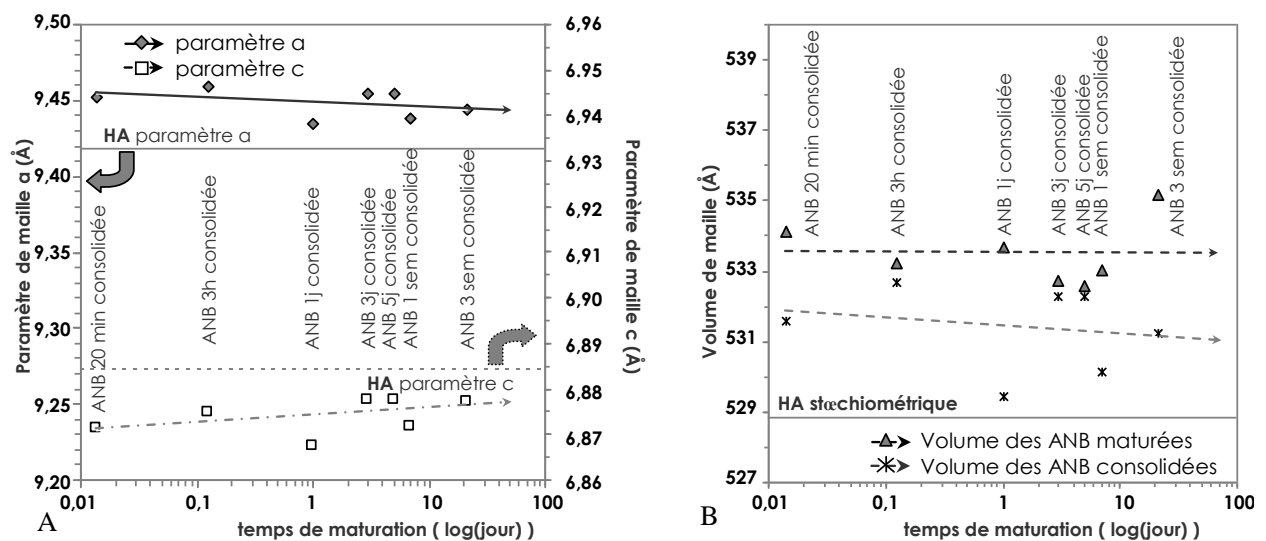 9,50
9,45
9,40
9,35
9,30
9,25
9,20
Paramètre de maille a (Å)
paramètre a
paramètre c
HA paramètre a
HA paramètre c
ANB 20 min consolidée
ANB 3h consolidée
ANB 1j consolidée
ANB 3j consolidée
ANB 5j consolidée
ANB 1 sem consolidée
ANB 3 sem consolidée
6,96
6,95
6,94
6,93
6,92
6,91
6,90
6,89
6,88
6,87
6,86
Paramètre de maille c (Å)
0,01 0,1 1 10 100
temps de maturation ( log(jour) )
A
539
537
535
533
531
529
527
Volume de maille (Å)
ANB 20 min consolidée
ANB 3h consolidée
ANB 1j consolidée
ANB 3j consolidée
ANB 5j consolidée
ANB 1 sem consolidée
ANB 3 sem consolidée
HA stœchiométrique
Volume des ANB maturées
Volume des ANB consolidées
0,01 0,1 1 10 100
temps de maturation ( log(jour) )
B